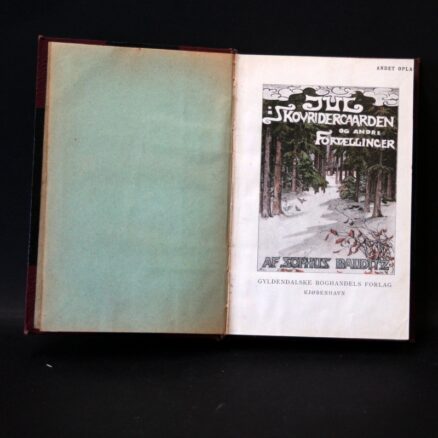 ANDET OPLA
JUL
I SKOVRIDERGAARDEN
OG ANDRE
FORTÆLLINGER
AF SOPHUS BAUDITZ
GYLDENDALSKE BOGHANDELS FORLAG
KJØBENHAVN